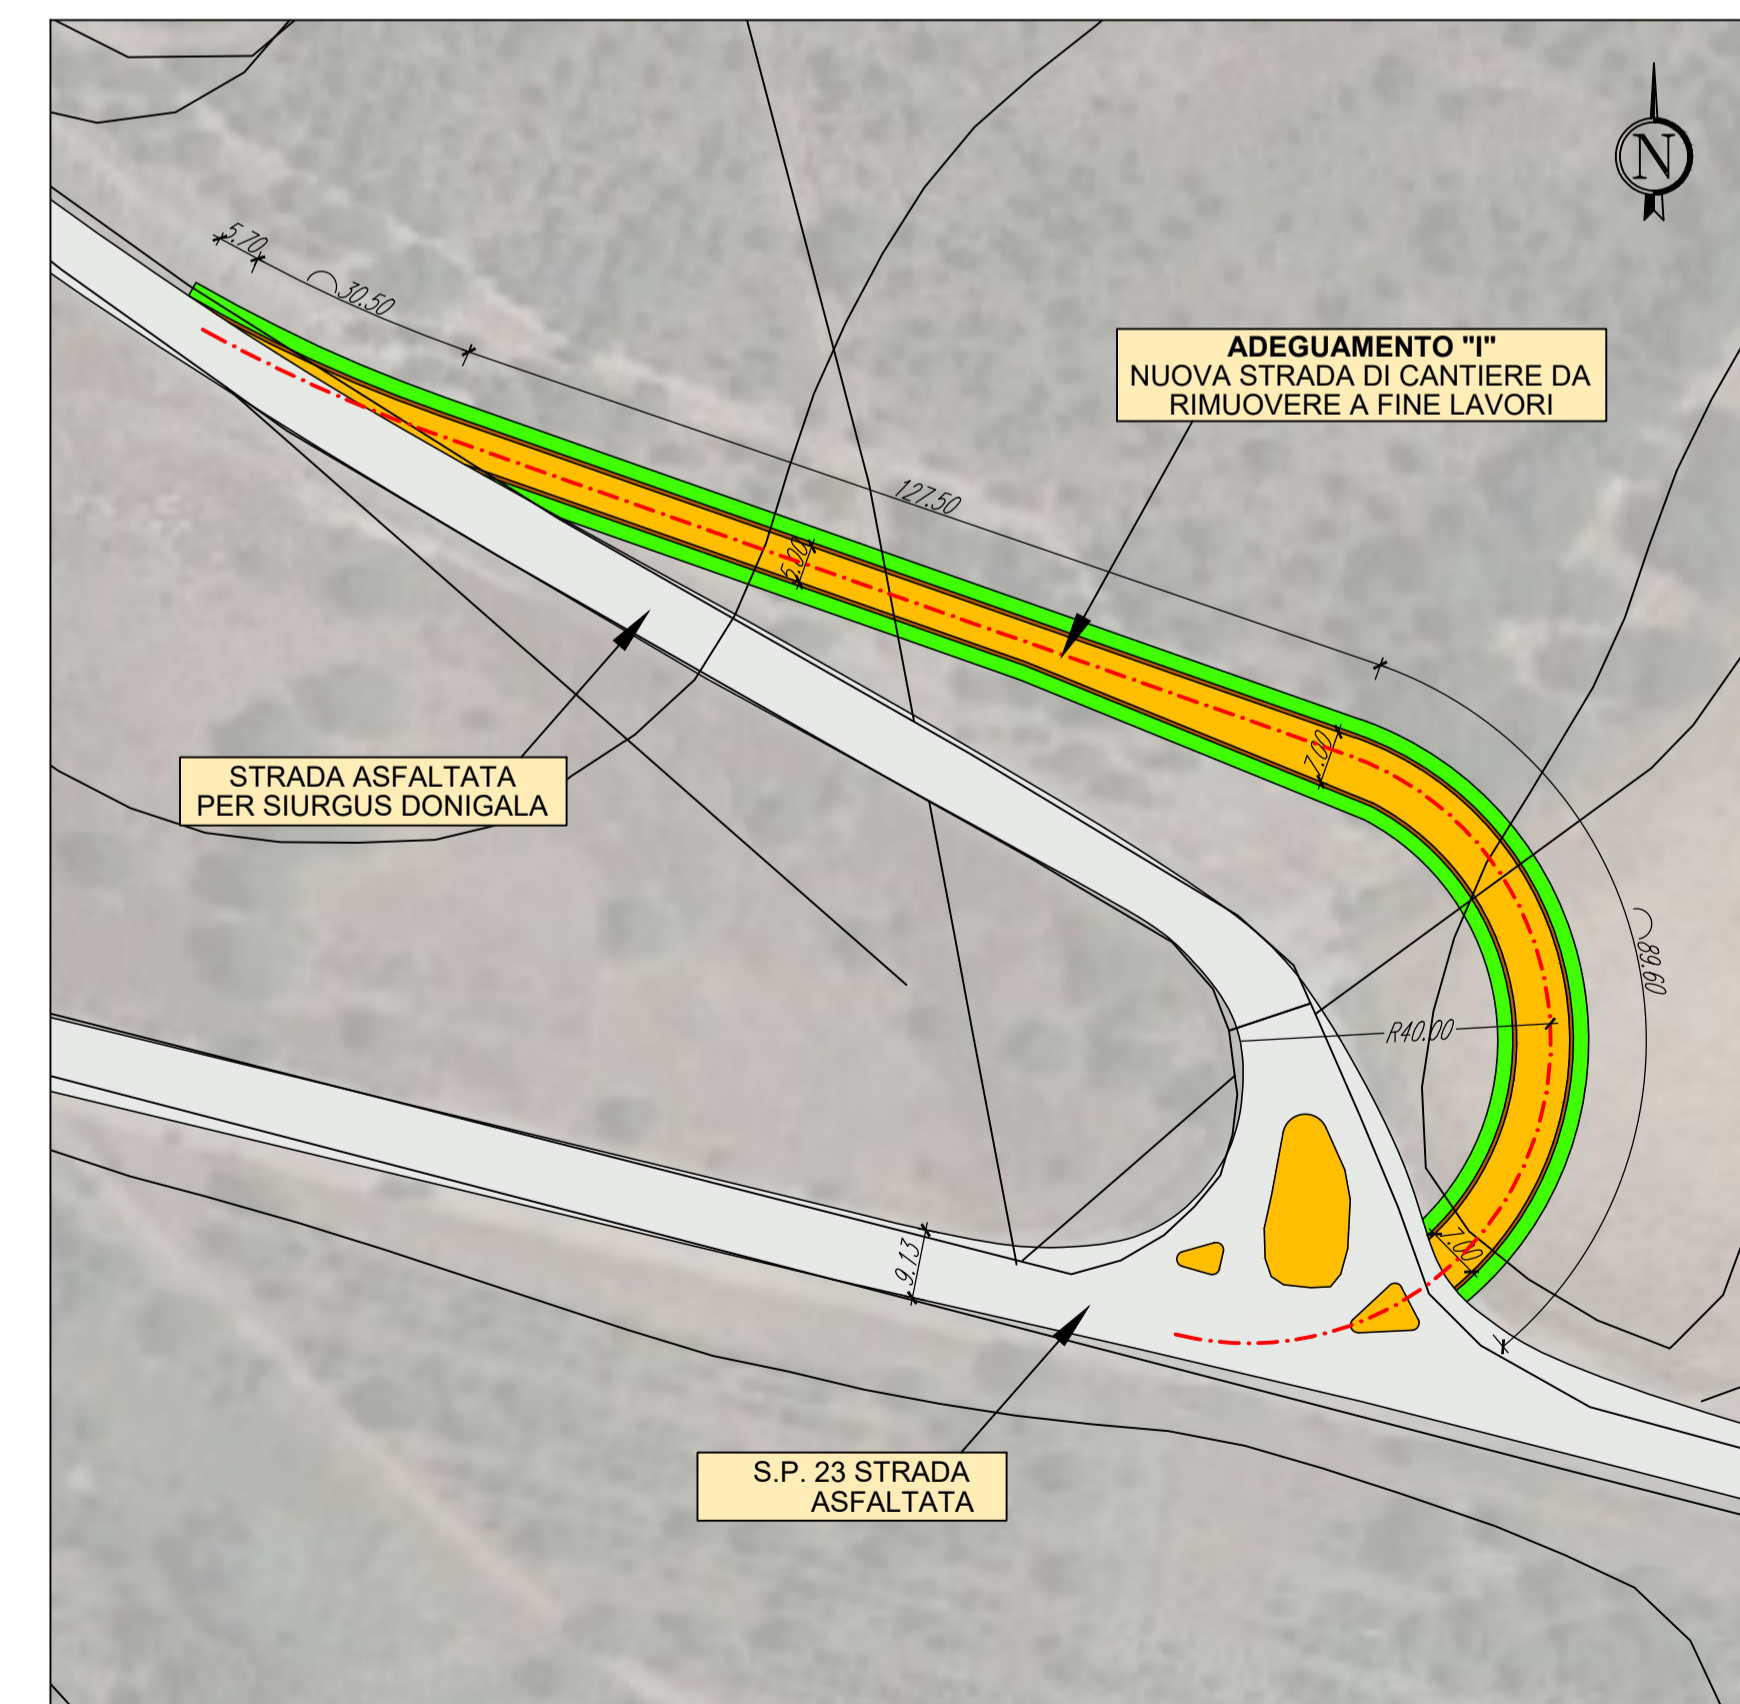 N
5.70
30.50
ADEGUAMENTO "I"
NUOVA STRADA DI CANTIERE DA
RIMUOVERE A FINE LAVORI
127.50
5.00
7.00
STRADA ASFALTATA
PER SIURGUS DONIGALA
89.60
R40.00
7.00
9.13
S.P. 23 STRADA
ASFALTATA